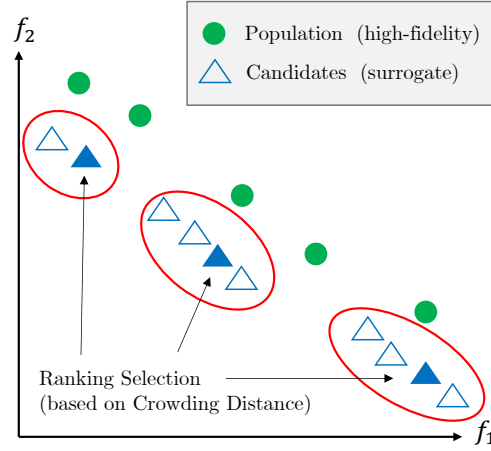 f₂
Population (high-fidelity)
Candidates (surrogate)
Ranking Selection
(based on Crowding Distance)
f₁